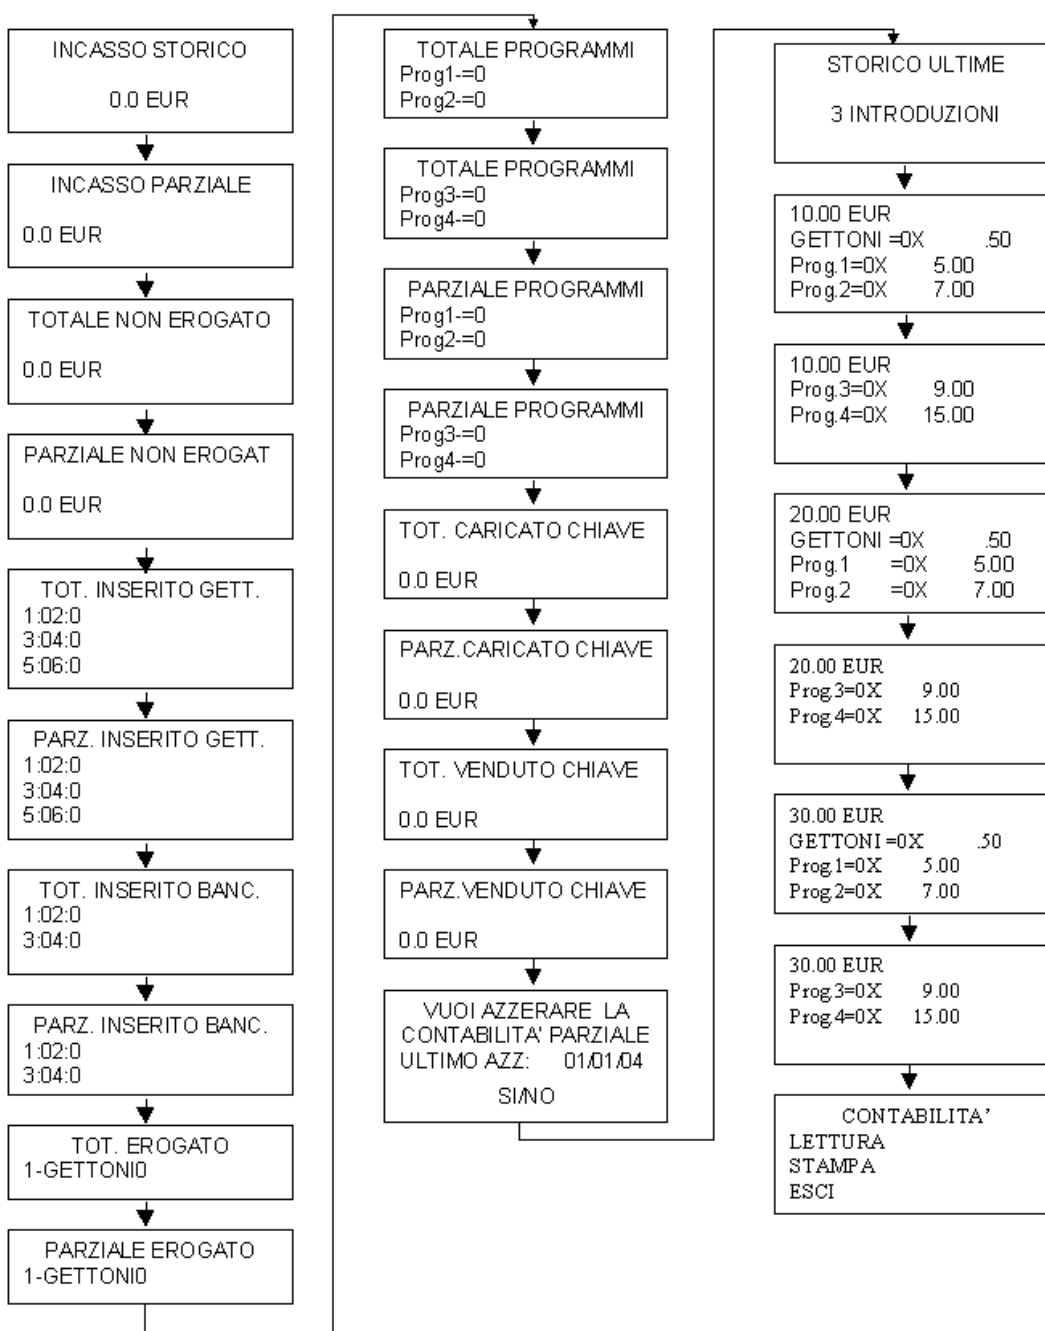 INCASSO STORICO
0.0 EUR
INCASSO PARZIALE
0.0 EUR
TOTALE NON EROGATO
0.0 EUR
PARZIALE NON EROGAT
0.0 EUR
TOT. INSERITO GETT.
1:02:0
3:04:0
5:06:0
PARZ. INSERITO GETT.
1:02:0
3:04:0
5:06:0
TOT. INSERITO BANC.
1:02:0
3:04:0
PARZ. INSERITO BANC.
1:02:0
3:04:0
TOT. EROGATO
1-GETTONI0
PARZIALE EROGATO
1-GETTONI0
TOTALE PROGRAMMI
Prog1-=0
Prog2-=0
TOTALE PROGRAMMI
Prog3-=0
Prog4-=0
PARZIALE PROGRAMMI
Prog1-=0
Prog2-=0
PARZIALE PROGRAMMI
Prog3-=0
Prog4-=0
TOT. CARICATO CHIAVE
0.0 EUR
PARZ.CARICATO CHIAVE
0.0 EUR
TOT. VENDUTO CHIAVE
0.0 EUR
PARZ.VENDUTO CHIAVE
0.0 EUR
VUOI AZZERARE LA
CONTABILITA' PARZIALE
ULTIMO AZZ: 01/01/04
SI/NO
STORICO ULTIME
3 INTRODUZIONI
10.00 EUR
GETTONI =0X .50
Prog.1=0X 5.00
Prog.2=0X 7.00
10.00 EUR
Prog.3=0X 9.00
Prog.4=0X 15.00
20.00 EUR
GETTONI =0X .50
Prog.1 =0X 5.00
Prog.2 =0X 7.00
20.00 EUR
Prog.3=0X 9.00
Prog.4=0X 15.00
30.00 EUR
GETTONI =0X .50
Prog.1=0X 5.00
Prog.2=0X 7.00
30.00 EUR
Prog.3=0X 9.00
Prog.4=0X 15.00
CONTABILITA’
LETTURA
STAMPA
ESCI